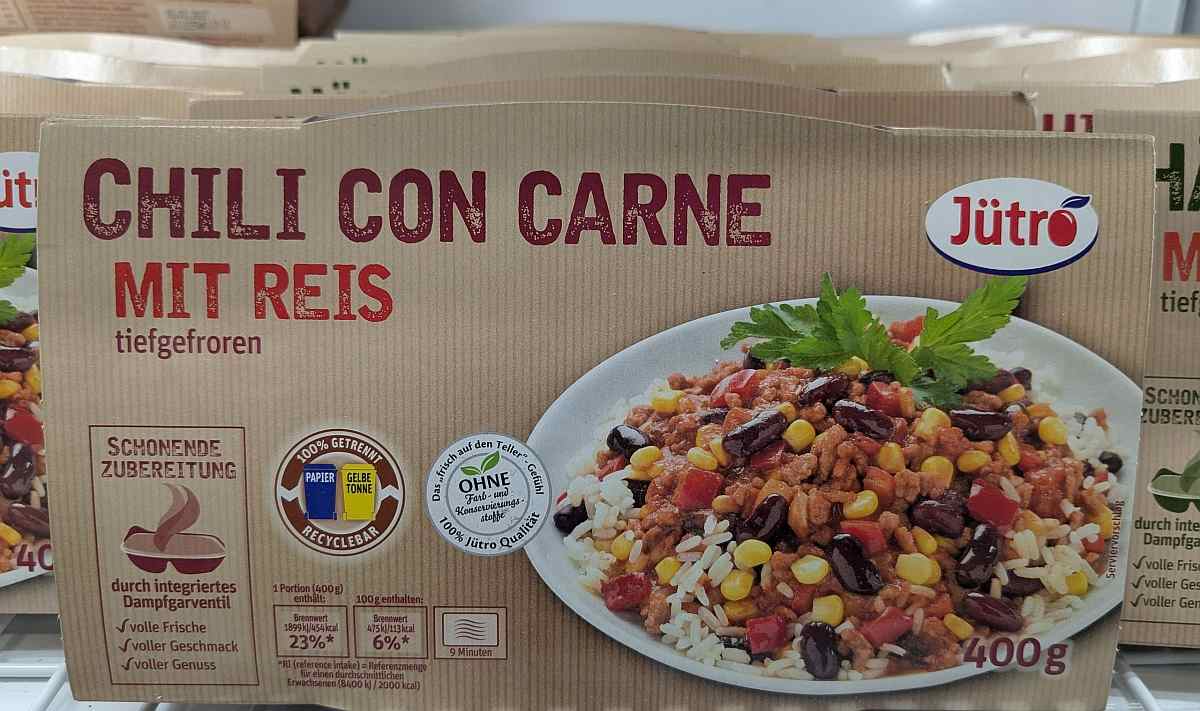 CHILI CON CARNE
MIT REIS
tiefgefroren
Jütro
SCHONENDE
ZUBEREITUNG
durch integriertes
Dampfgarventil
√volle Frische
√voller Geschmack
√voller Genuss
100% GETRENNT
PAPIER
GELBE
TONNE
RECYCLEBAR
Das „frisch auf den Teller“- Gefühl
OHNE
Farb- und
Konservierungs-
stoffe
100% Jütro Qualität
1 Portion (400g)
enthält:
Brennwert
1899kJ/454kcal
23%*
100g enthalten:
Brennwert
475kJ/113kcal
6%*
9 Minuten
*RI (reference intake) = Referenzmenge
für einen durchschnittlichen
Erwachsenen (8400 kJ / 2000 kcal)
Serviervorschlag
400g